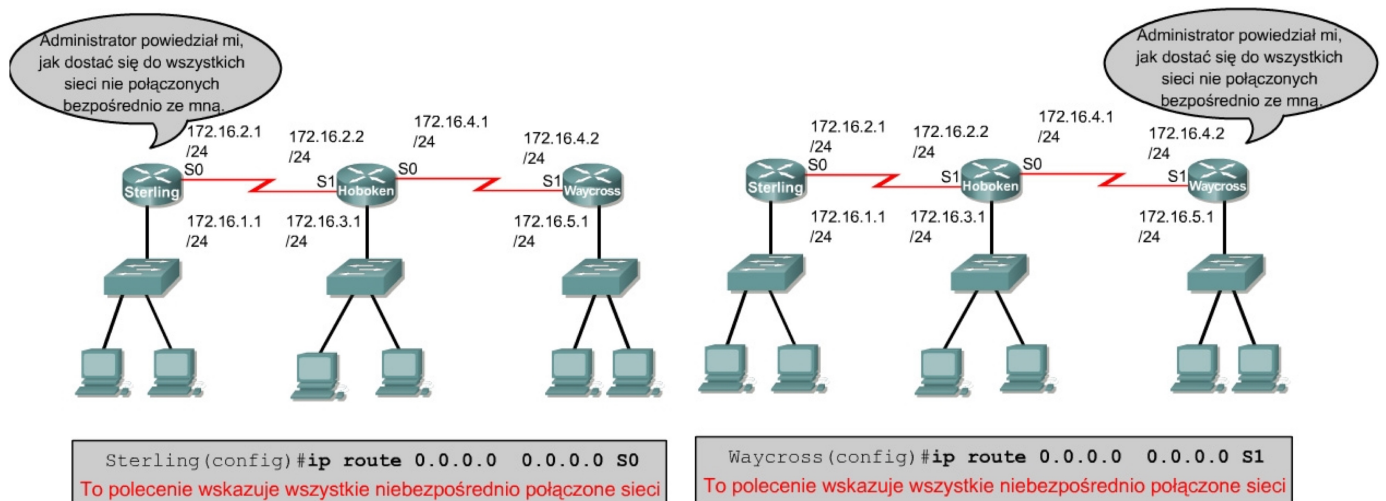 Administrator powiedział mi,
jak dostać się do wszystkich
sieci nie połączonych
bezpośrednio ze mną.
172.16.2.1
/24
172.16.2.2
/24
172.16.4.1
/24
172.16.4.2
/24
S0
S1
S0
S1
Sterling
Hoboken
Waycross
172.16.1.1
/24
172.16.3.1
/24
172.16.5.1
/24
Sterling(config)#ip route 0.0.0.0 0.0.0.0 S0
To polecenie wskazuje wszystkie niebezpośrednio połączone sieci
Administrator powiedział mi,
jak dostać się do wszystkich
sieci nie połączonych
bezpośrednio ze mną.
172.16.2.1
/24
172.16.2.2
/24
172.16.4.1
/24
172.16.4.2
/24
S0
S1
S0
S1
Sterling
Hoboken
Waycross
172.16.1.1
/24
172.16.3.1
/24
172.16.5.1
/24
Waycross(config)#ip route 0.0.0.0 0.0.0.0 S1
To polecenie wskazuje wszystkie niebezpośrednio połączone sieci